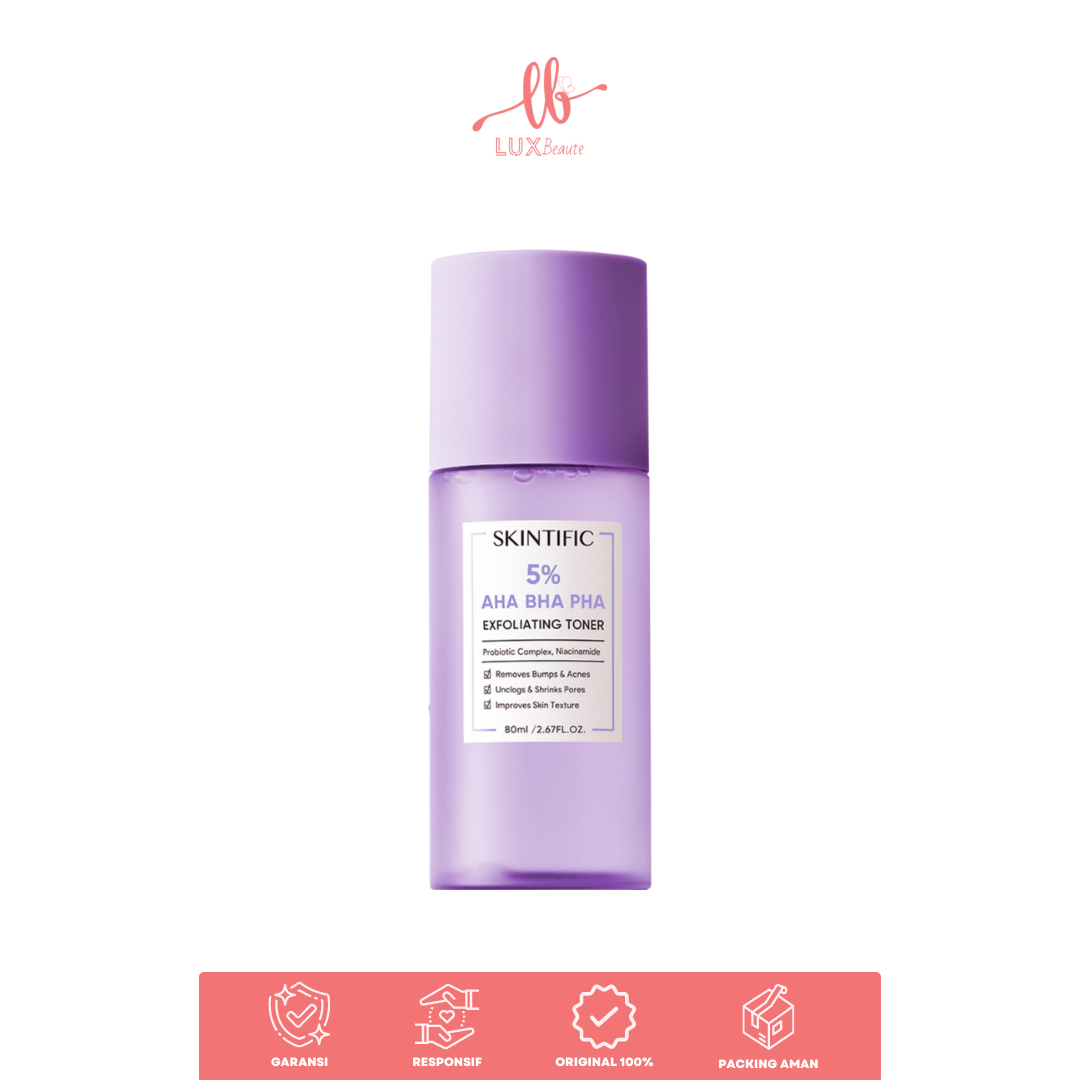 lb
LUX Beaute
SKINTIFIC
5%
AHA BHA PHA
EXFOLIATING TONER
Probiotic Complex, Niacinamide
Removes Bumps & Acnes
Unclogs & Shrinks Pores
Improves Skin Texture
80ml /2.67FL.OZ.
GARANSI
RESPONSIF
ORIGINAL 100%
PACKING AMAN